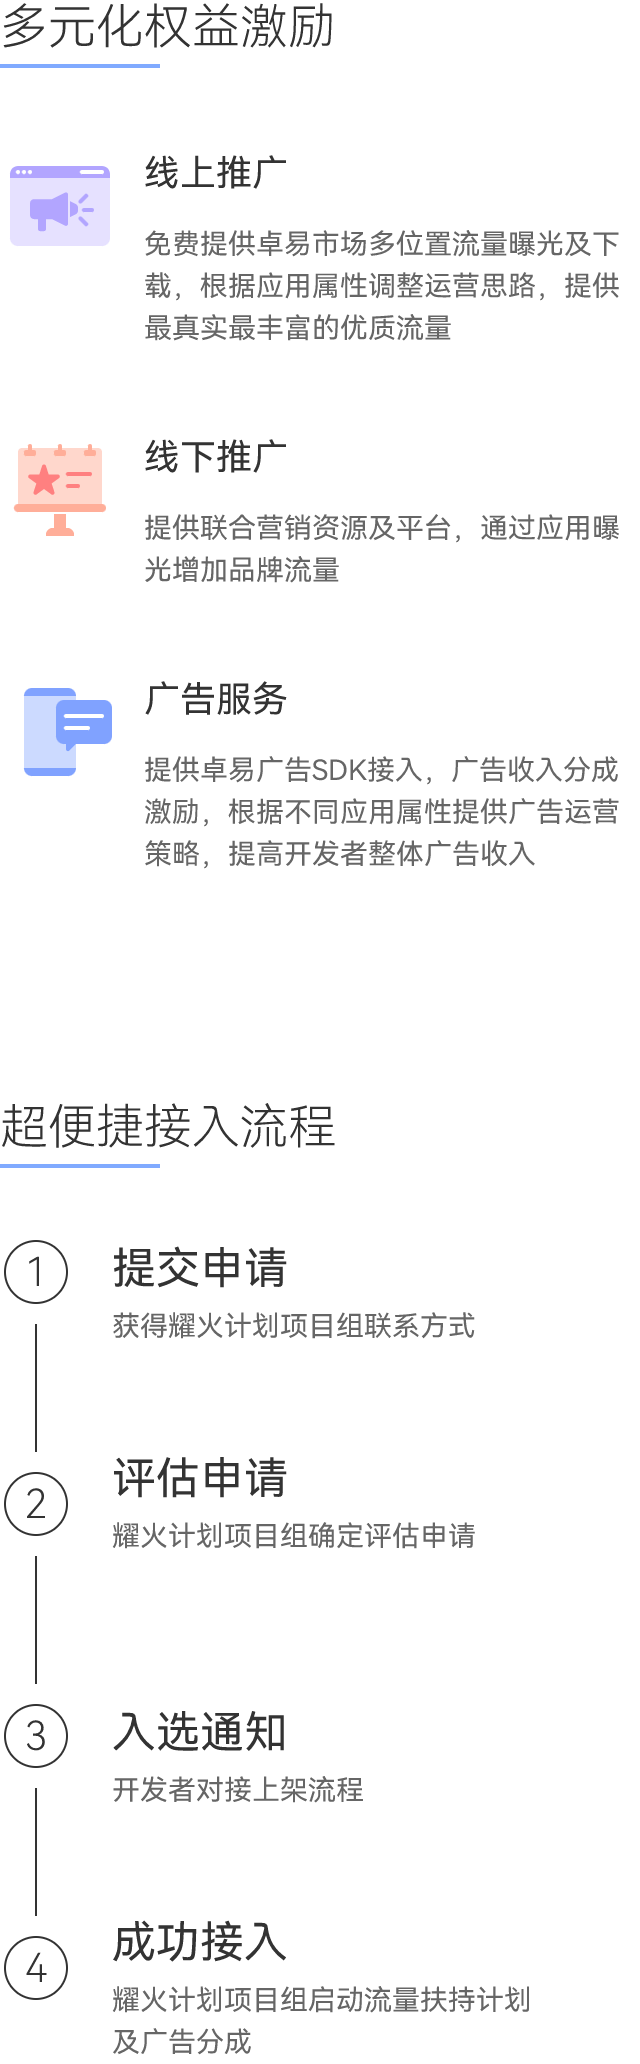 多元化权益激励
线上推广
免费提供卓易市场多位置流量曝光及下
载，根据应用属性调整运营思路，提供
最真实最丰富的优质流量
线下推广
提供联合营销资源及平台，通过应用曝
光增加品牌流量
广告服务
提供卓易广告SDK接入，广告收入分成
激励，根据不同应用属性提供广告运营
策略，提高开发者整体广告收入
超便捷接入流程
1
提交申请
获得耀火计划项目组联系方式
2
评估申请
耀火计划项目组确定评估申请
3
入选通知
开发者对接上架流程
4
成功接入
耀火计划项目组启动流量扶持计划
及广告分成